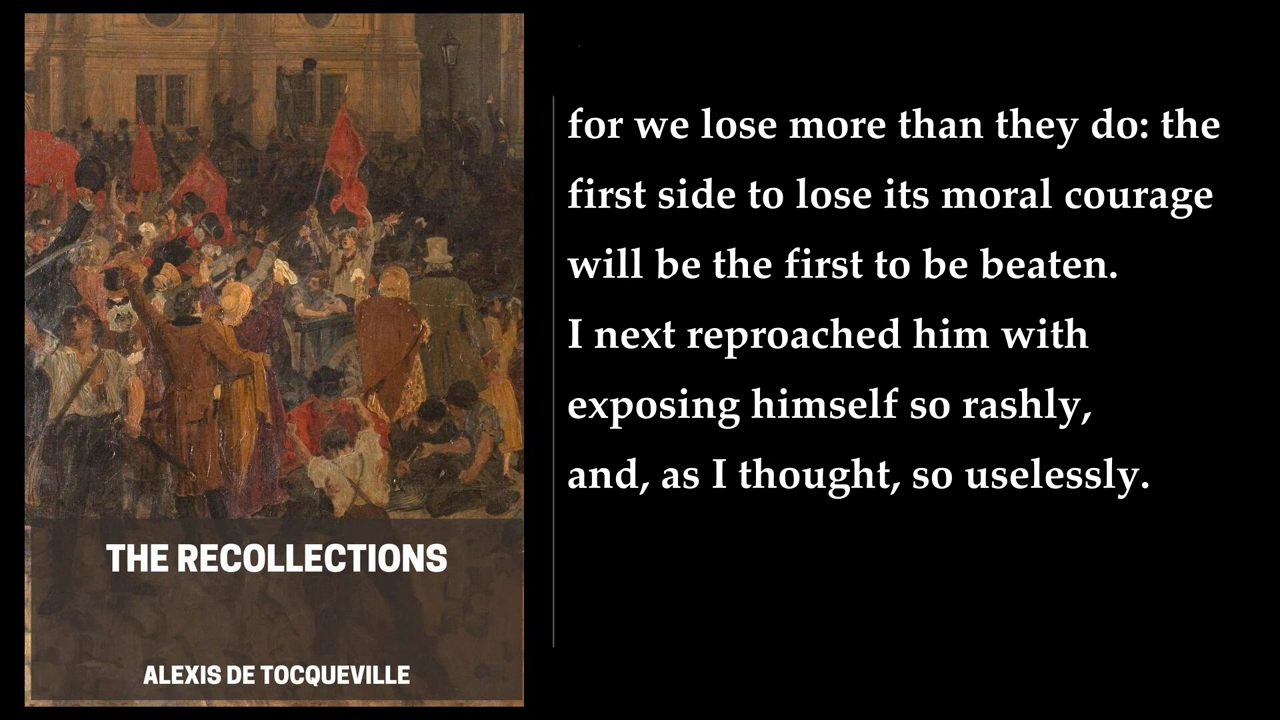 for we lose more than they do: the
first side to lose its moral courage
will be the first to be beaten.
I next reproached him with
exposing himself so rashly,
and, as I thought, so uselessly.
THE RECOLLECTIONS
ALEXIS DE TOCQUEVILLE